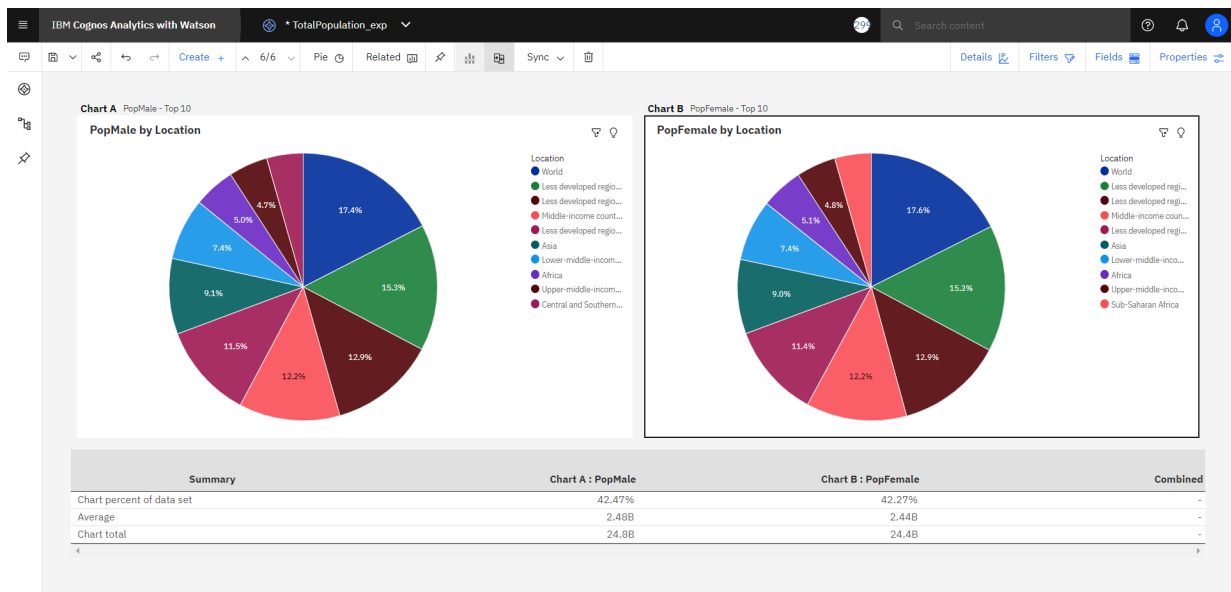 IBM Cognos Analytics with Watson
* TotalPopulation_exp
299
Search content
Create +
6/6
Pie
Related
Sync
Details
Filters
Fields
Properties
Chart A PopMale - Top 10
PopMale by Location
17.4%
15.3%
12.9%
12.2%
11.5%
9.1%
7.4%
5.0%
4.7%
Location
World
Less developed regio...
Less developed regio...
Middle-income count...
Less developed regio...
Asia
Lower-middle-incom...
Africa
Upper-middle-incom...
Central and Southern...
Chart B PopFemale - Top 10
PopFemale by Location
17.6%
15.3%
12.9%
12.2%
11.4%
9.0%
7.4%
5.1%
4.8%
Location
World
Less developed regi...
Less developed regi...
Middle-income coun...
Less developed regi...
Asia
Lower-middle-inco...
Africa
Upper-middle-inco...
Sub-Saharan Africa
Summary Chart A : PopMale Chart B : PopFemale Combined
Chart percent of data set 42.47% 42.27% -
Average 2.48B 2.44B -
Chart total 24.8B 24.4B -